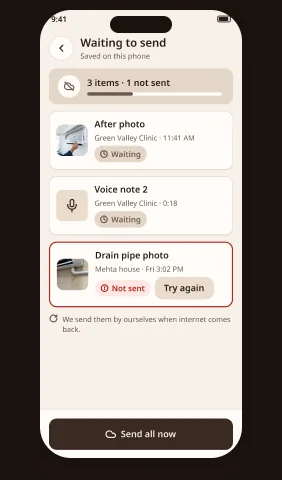 9:41
Waiting to send
Saved on this phone
3 items · 1 not sent
After photo
Green Valley Clinic · 11:41 AM
Waiting
Voice note 2
Green Valley Clinic · 0:18
Waiting
Drain pipe photo
Mehta house · Fri 3:02 PM
Not sent
Try again
We send them by ourselves when internet comes
back.
Send all now